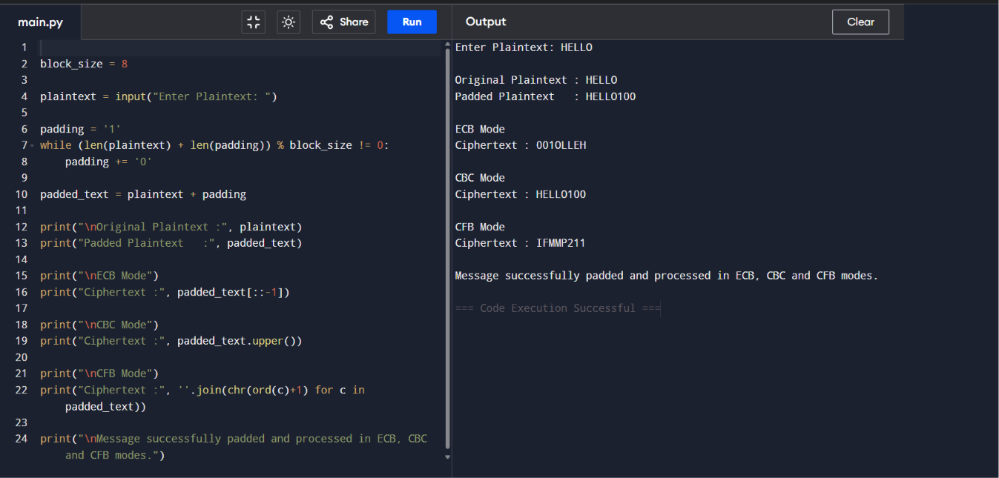 main.py
Share
Run
Output
Clear
1
2 block_size = 8
3
4 plaintext = input("Enter Plaintext: ")
5
6 padding = '1'
7 while (len(plaintext) + len(padding)) % block_size != 0:
8     padding += '0'
9
10 padded_text = plaintext + padding
11
12 print("\nOriginal Plaintext :", plaintext)
13 print("Padded Plaintext   :", padded_text)
14
15 print("\nECB Mode")
16 print("Ciphertext :", padded_text[::-1])
17
18 print("\nCBC Mode")
19 print("Ciphertext :", padded_text.upper())
20
21 print("\nCFB Mode")
22 print("Ciphertext :", ''.join(chr(ord(c)+1) for c in
padded_text))
23
24 print("\nMessage successfully padded and processed in ECB, CBC
and CFB modes.")
Enter Plaintext: HELLO
Original Plaintext : HELLO
Padded Plaintext   : HELLO100
ECB Mode
Ciphertext : 001OLLEH
CBC Mode
Ciphertext : HELLO100
CFB Mode
Ciphertext : IFMMP211
Message successfully padded and processed in ECB, CBC and CFB modes.
=== Code Execution Successful ===